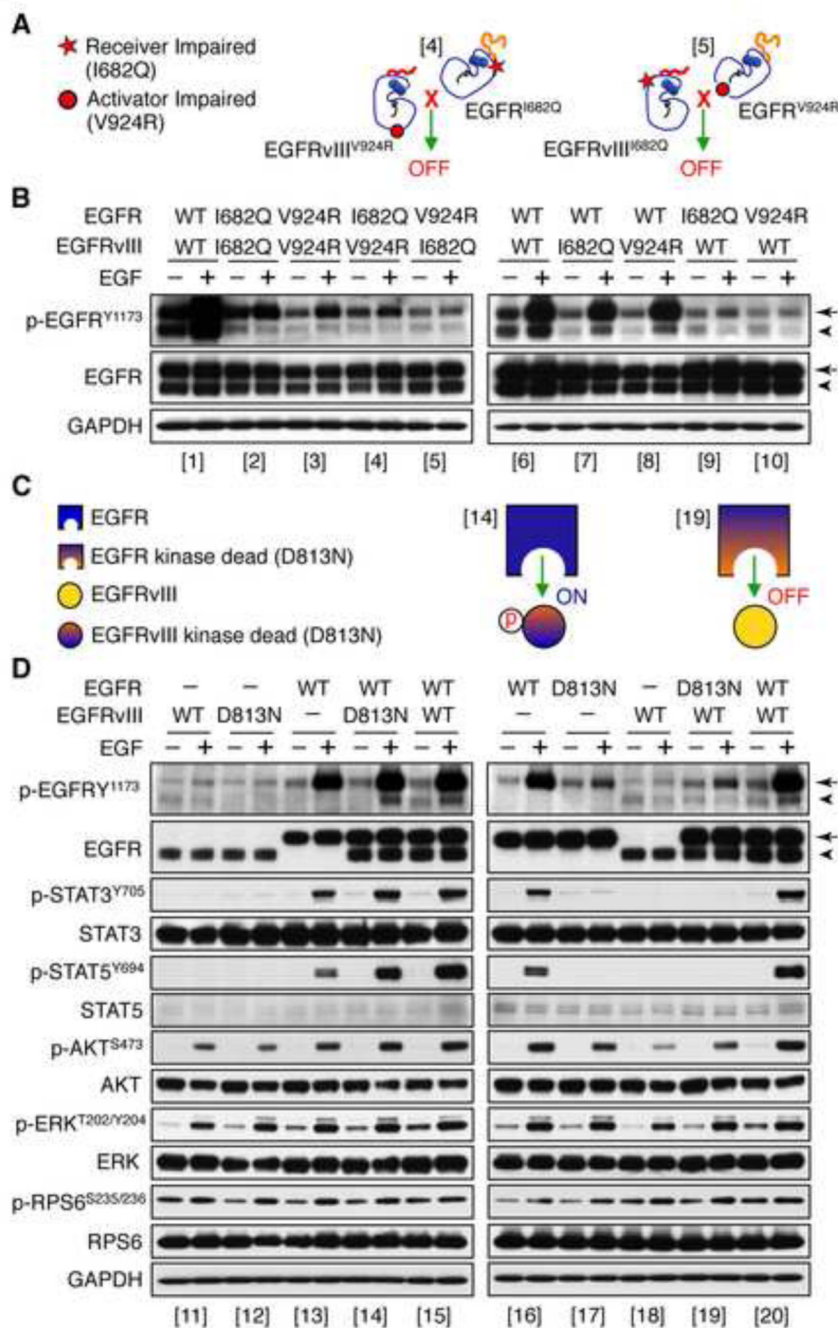 A
Receiver Impaired
(I682Q)
Activator Impaired
(V924R)
[4]
EGFRvIII^V924R
X
EGFR^I682Q
OFF
[5]
EGFRvIII^I682Q
X
EGFR^V924R
OFF
B
EGFR WT I682Q V924R I682Q V924R WT WT WT I682Q V924R
EGFRvIII WT I682Q V924R V924R I682Q WT I682Q V924R WT WT
EGF − + − + − + − + − + − + − + − + − + − +
p-EGFR^Y1173
EGFR
GAPDH
[1] [2] [3] [4] [5] [6] [7] [8] [9] [10]
C
EGFR
EGFR kinase dead (D813N)
EGFRvIII
EGFRvIII kinase dead (D813N)
[14]
ON
p
[19]
OFF
D
EGFR − − WT WT WT WT D813N − D813N WT
EGFRvIII WT D813N − D813N WT − − WT WT WT
EGF − + − + − + − + − + − + − + − + − + − +
p-EGFRY^1173
EGFR
p-STAT3^Y705
STAT3
p-STAT5^Y694
STAT5
p-AKT^S473
AKT
p-ERK^T202/Y204
ERK
p-RPS6^S235/236
RPS6
GAPDH
[11] [12] [13] [14] [15] [16] [17] [18] [19] [20]